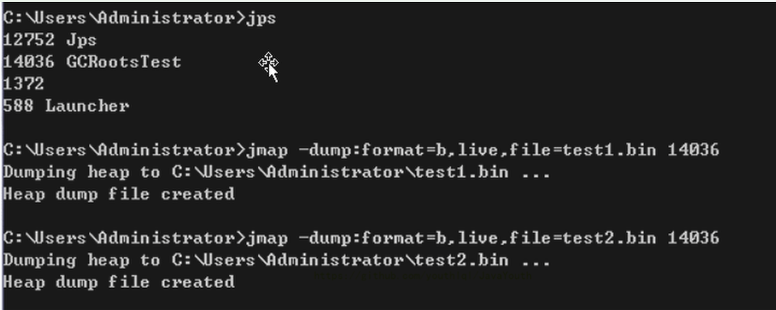 C:\Users\Administrator>jps
12752 Jps
14036 GCRootsTest
1372
588 Launcher
C:\Users\Administrator>jmap -dump:format=b,live,file=test1.bin 14036
Dumping heap to C:\Users\Administrator\test1.bin ...
Heap dump file created
C:\Users\Administrator>jmap -dump:format=b,live,file=test2.bin 14036
Dumping heap to C:\Users\Administrator\test2.bin ...
Heap dump file created